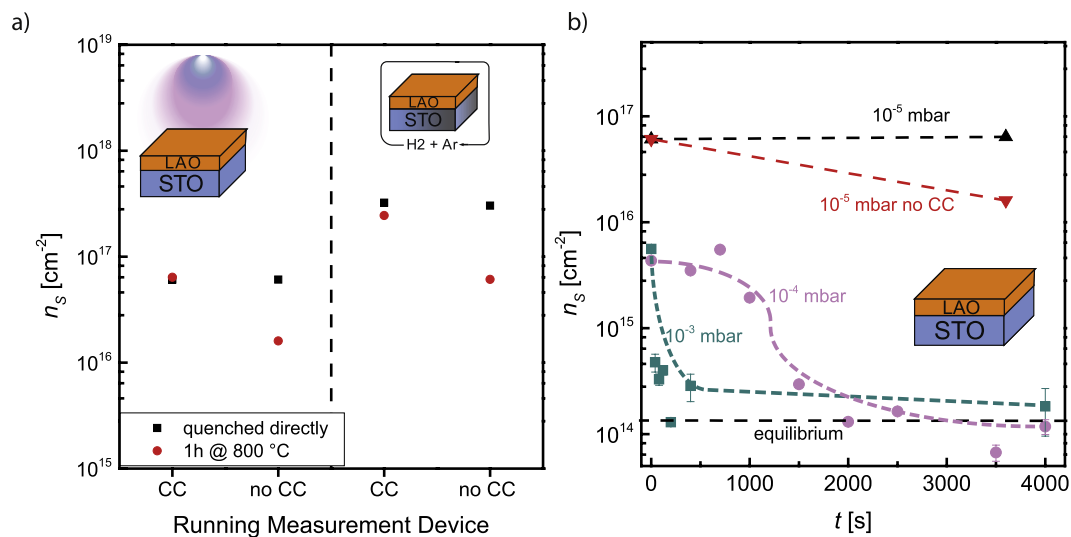 a)
10^19
10^18
10^17
10^16
10^15
n_s [cm^-2]
LAO
STO
LAO
STO
H2 + Ar
quenched directly
1h @ 800 °C
CC
no CC
CC
no CC
Running Measurement Device
b)
10^17
10^16
10^15
10^14
n_s [cm^-2]
10^-5 mbar
10^-5 mbar no CC
10^-4 mbar
10^-3 mbar
LAO
STO
equilibrium
0
1000
2000
3000
4000
t [s]